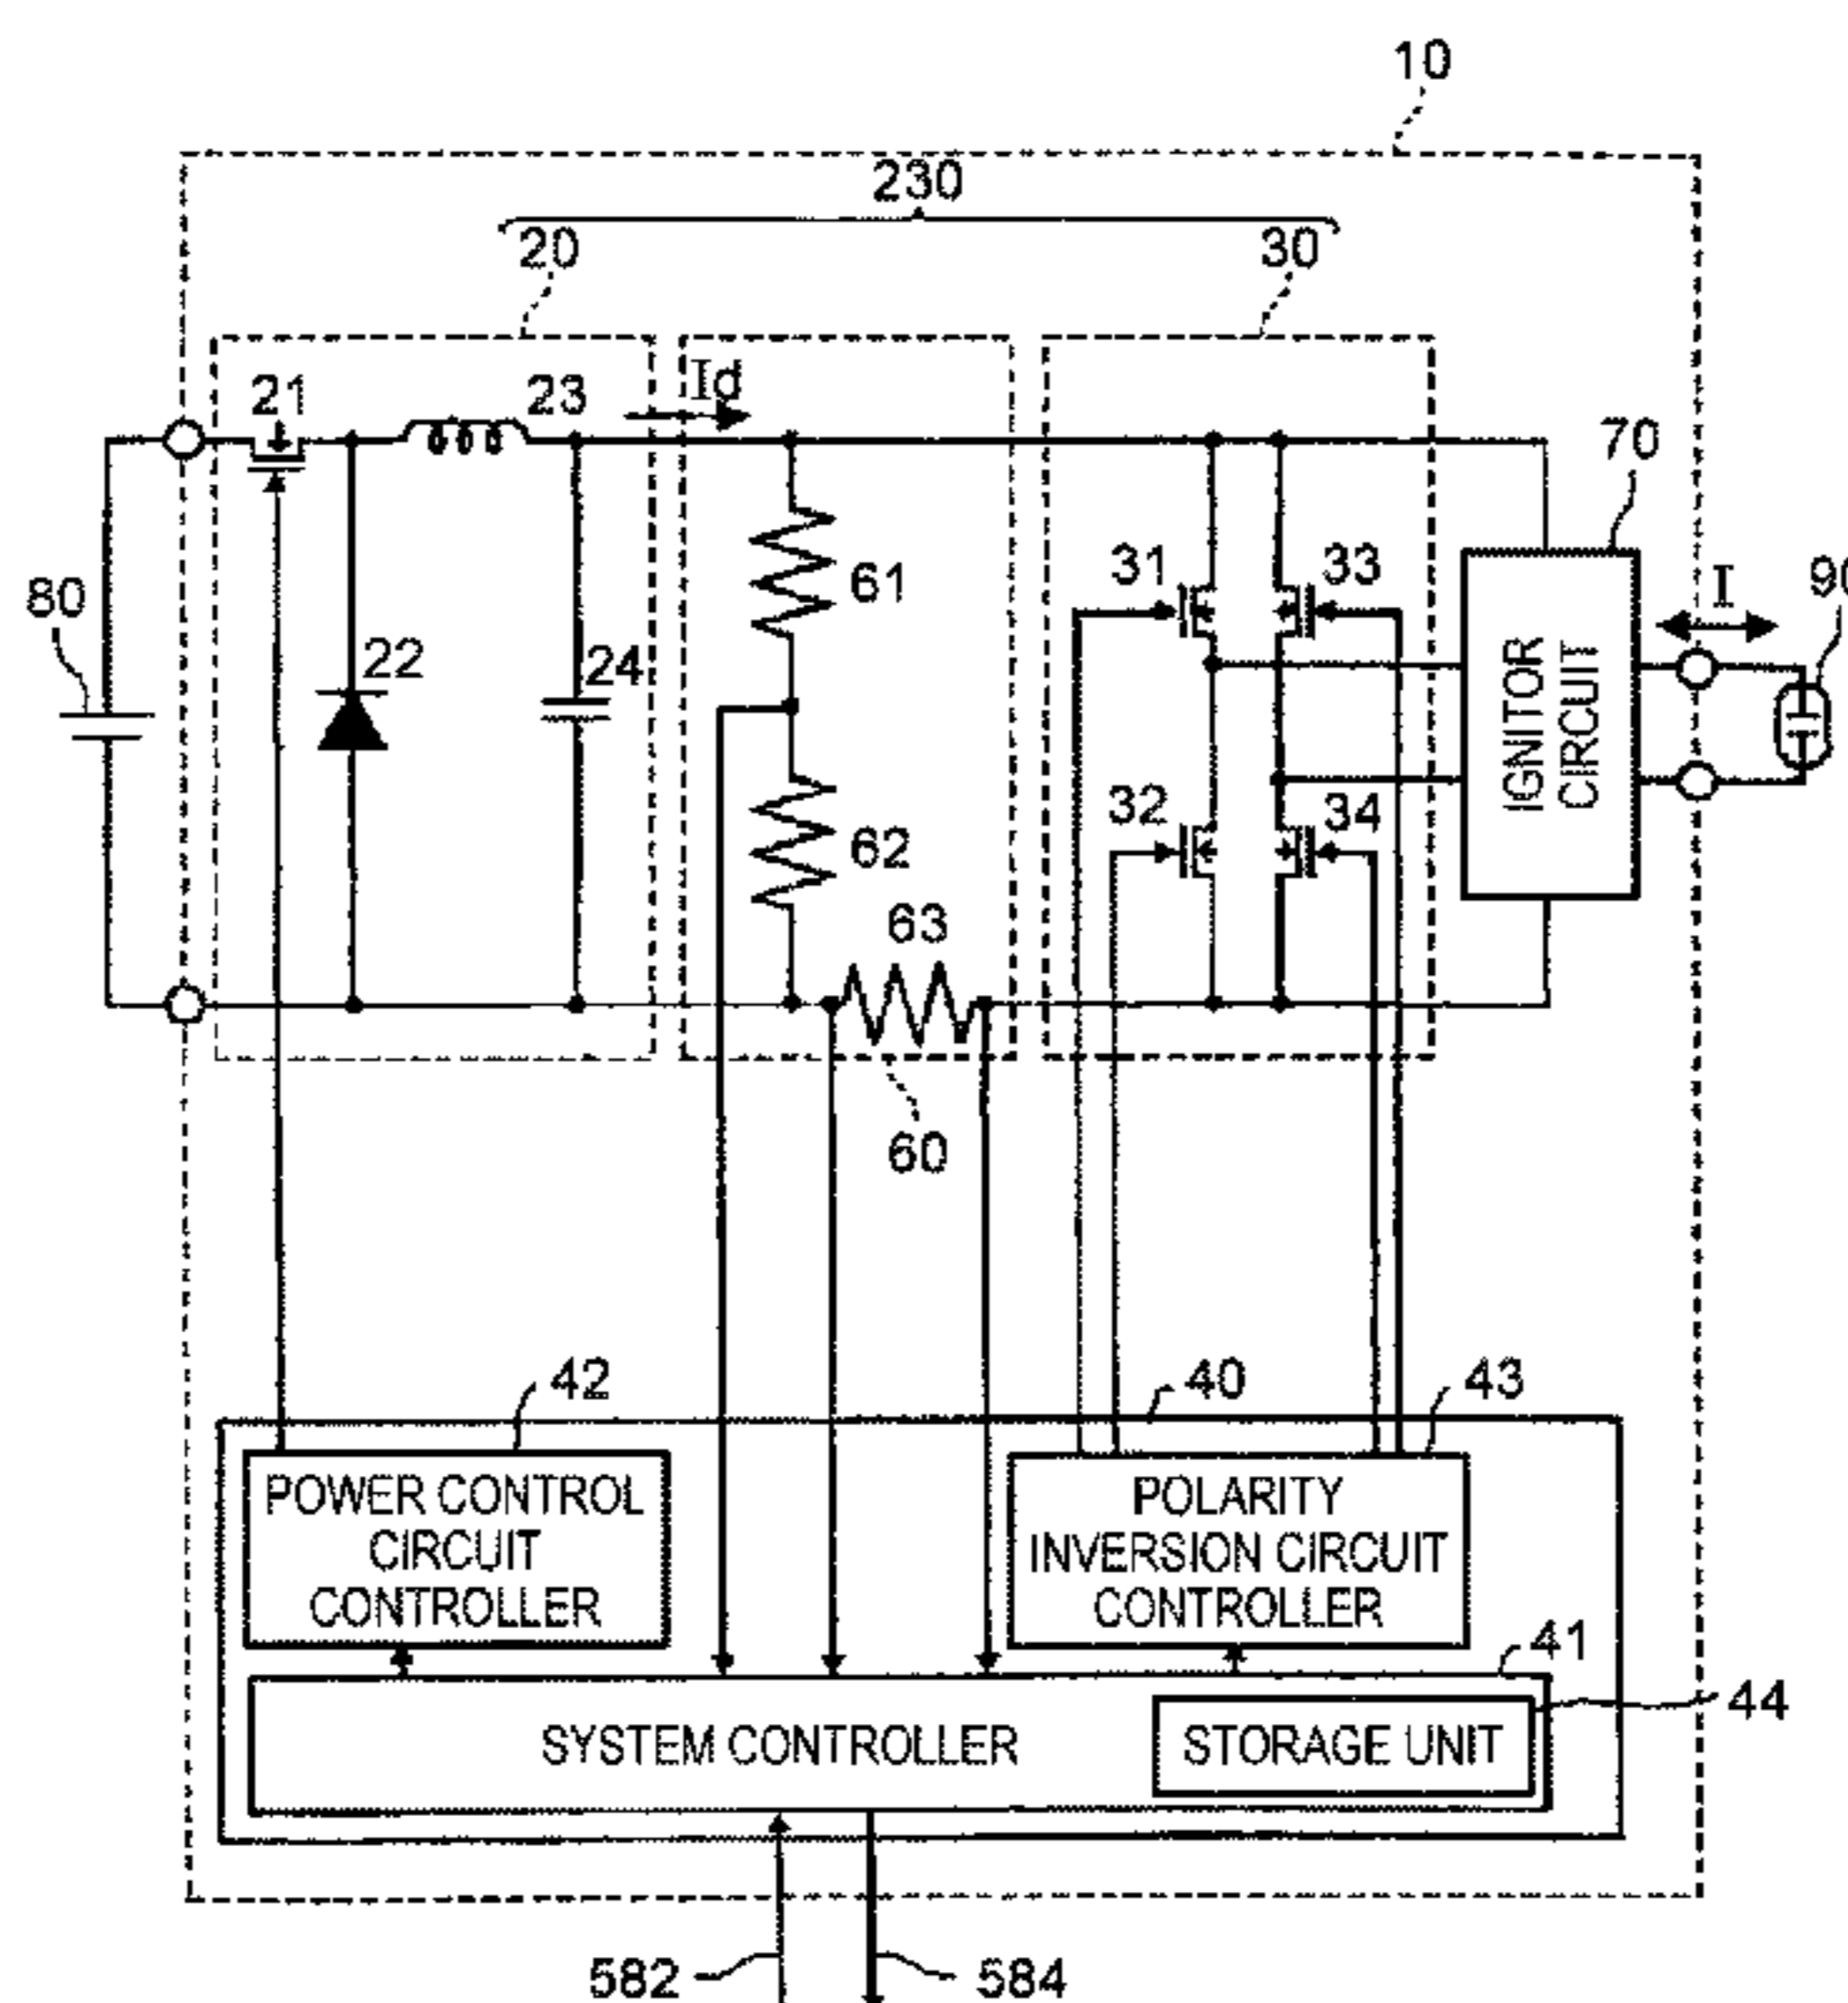 10
230
20
30
21
23
Id
70
80
22
24
61
31
33
I
90
IGNITOR
CIRCUIT
62
32
34
63
60
42
40
43
POWER CONTROL
CIRCUIT
CONTROLLER
POLARITY
INVERSION CIRCUIT
CONTROLLER
41
44
SYSTEM CONTROLLER
STORAGE UNIT
582
584